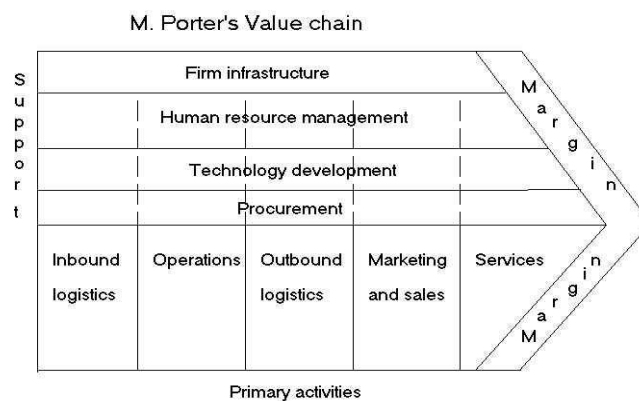 M. Porter's Value chain
Support
Firm infrastructure
Human resource management
Technology development
Procurement
Margin
Inbound
logistics
Operations
Outbound
logistics
Marketing
and sales
Services
Margin
Primary activities